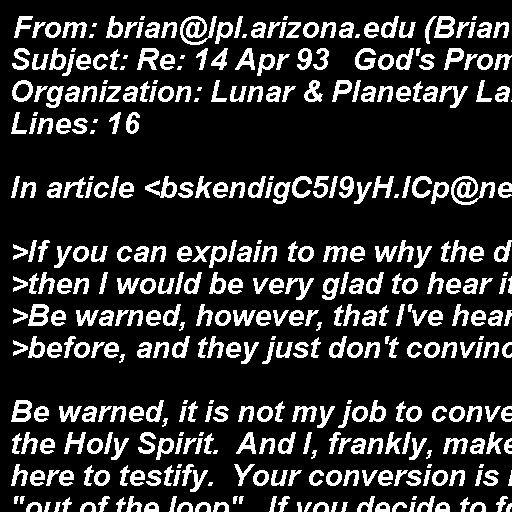 From: brian@lpl.arizona.edu (Brian
Subject: Re: 14 Apr 93   God's Prom
Organization: Lunar & Planetary La
Lines: 16

In article <bskendigC5I9yH.ICp@ne

>If you can explain to me why the d
>then I would be very glad to hear it
>Be warned, however, that I've hear
>before, and they just don't convinc

Be warned, it is not my job to conve
the Holy Spirit.  And I, frankly, make
here to testify.  Your conversion is
"out of the loop".  If you decide to fo